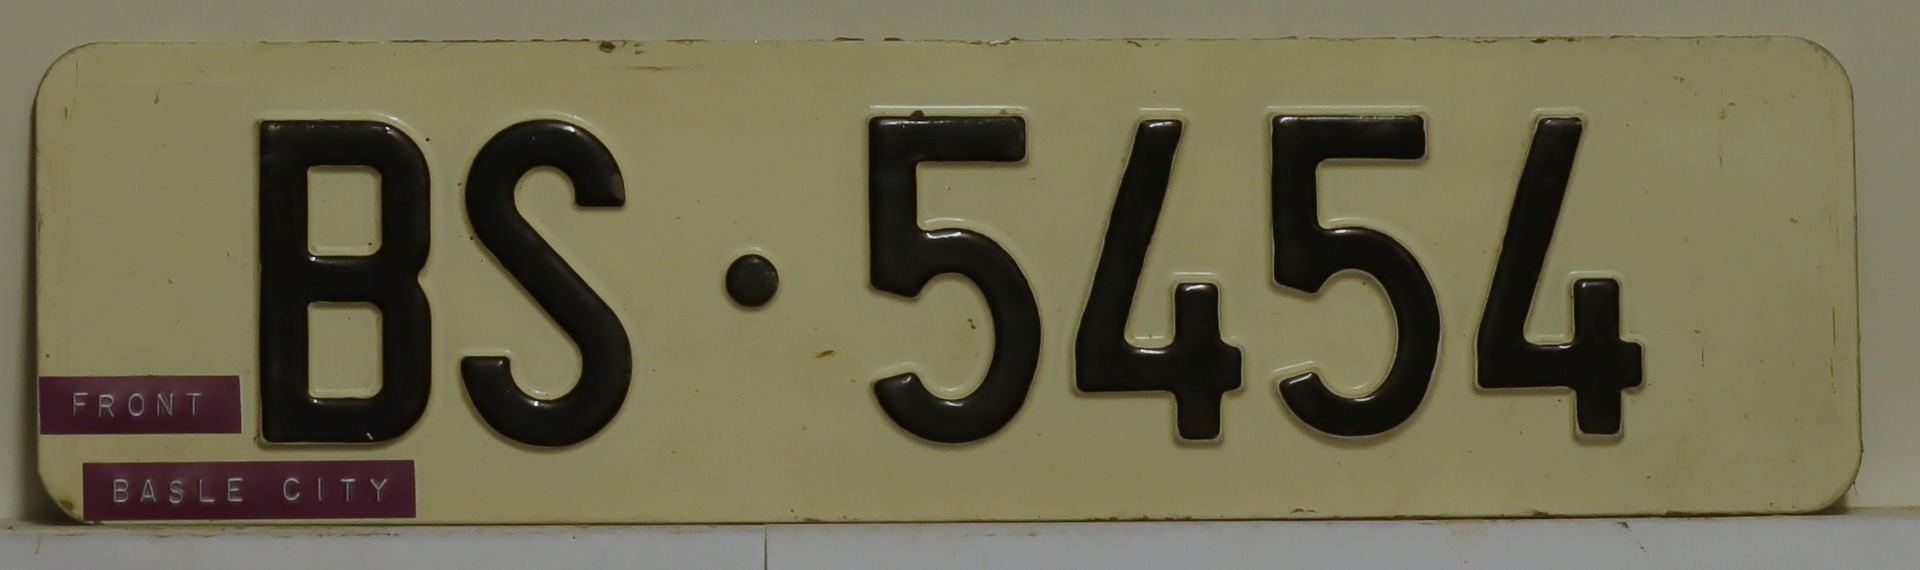 BS·5454
FRONT
BASLE CITY